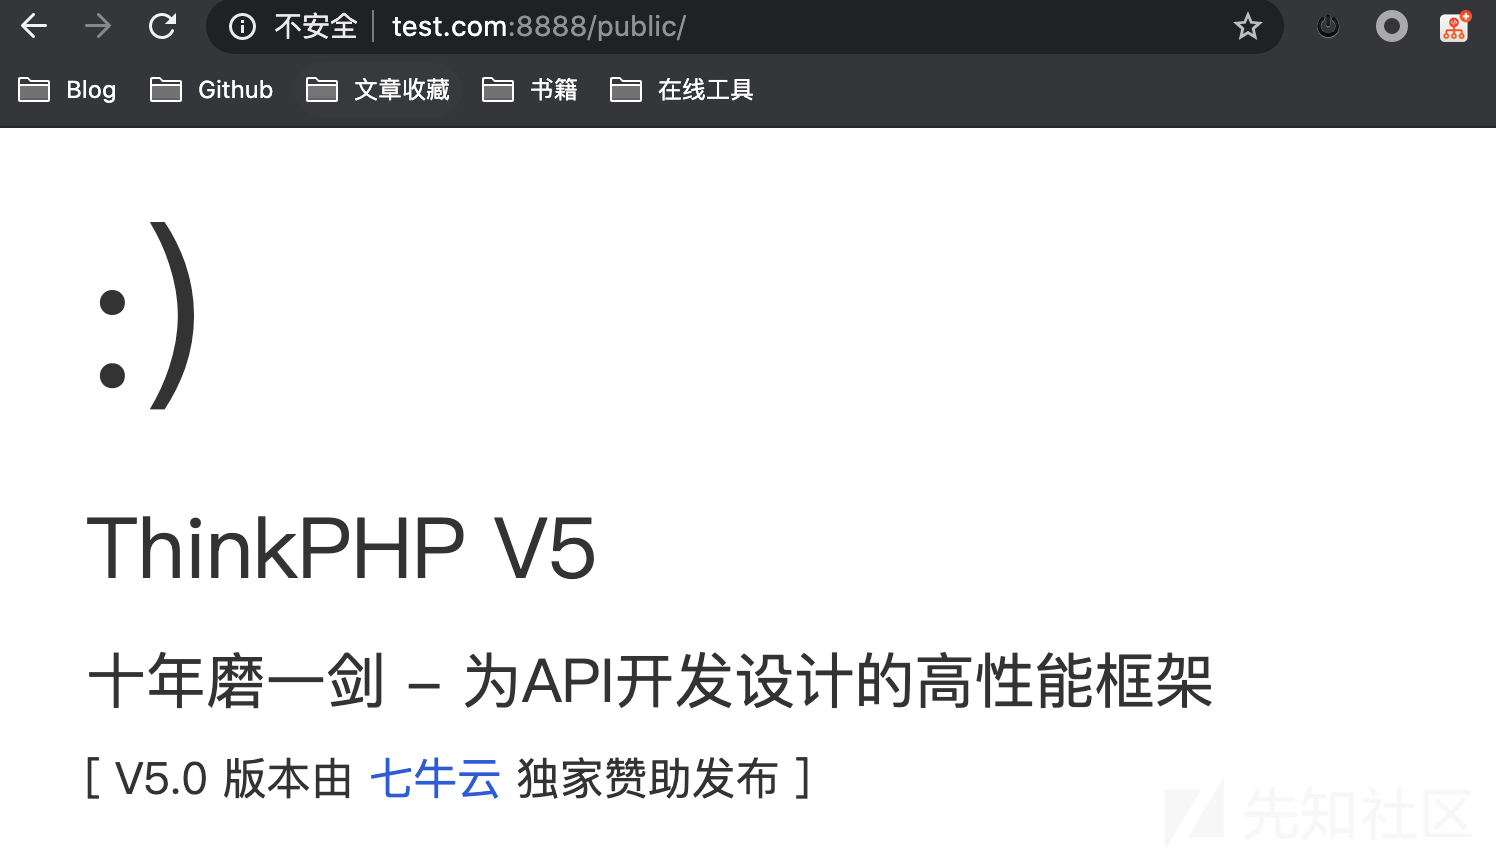 不安全 test.com:8888/public/
Blog Github 文章收藏 书籍 在线工具
:)
ThinkPHP V5
十年磨一剑 - 为API开发设计的高性能框架
[ V5.0 版本由 七牛云 独家赞助发布 ]
先知社区